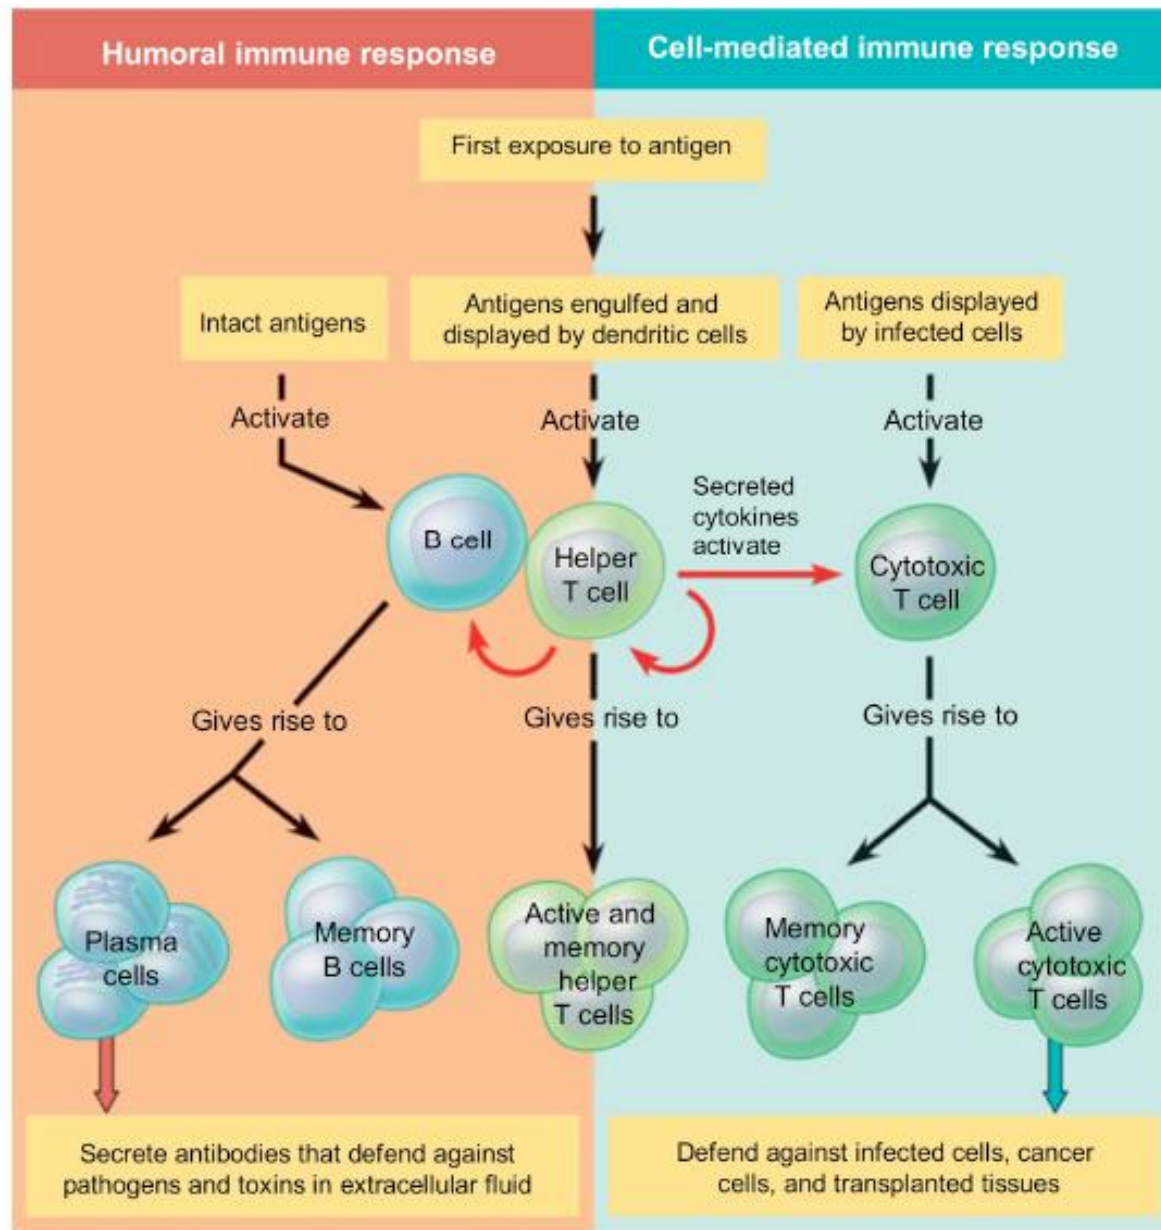 Humoral immune response
Cell-mediated immune response
First exposure to antigen
Intact antigens
Antigens engulfed and
displayed by dendritic cells
Antigens displayed
by infected cells
Activate
Activate
Activate
B cell
Helper
T cell
Secreted
cytokines
activate
Cytotoxic
T cell
Gives rise to
Gives rise to
Gives rise to
Plasma
cells
Memory
B cells
Active and
memory
helper
T cells
Memory
cytotoxic
T cells
Active
cytotoxic
T cells
Secrete antibodies that defend against
pathogens and toxins in extracellular fluid
Defend against infected cells, cancer
cells, and transplanted tissues